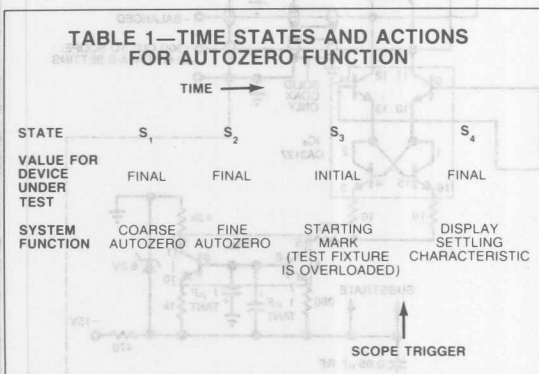 TABLE 1—TIME STATES AND ACTIONS
FOR AUTOZERO FUNCTION
TIME
STATE S₁ S₂ S₃ S₄
VALUE FOR
DEVICE
UNDER
TEST FINAL FINAL INITIAL FINAL
SYSTEM
FUNCTION COARSE
AUTOZERO FINE
AUTOZERO STARTING
MARK
(TEST FIXTURE
IS OVERLOADED) DISPLAY
SETTLING
CHARACTERISTIC
SCOPE TRIGGER